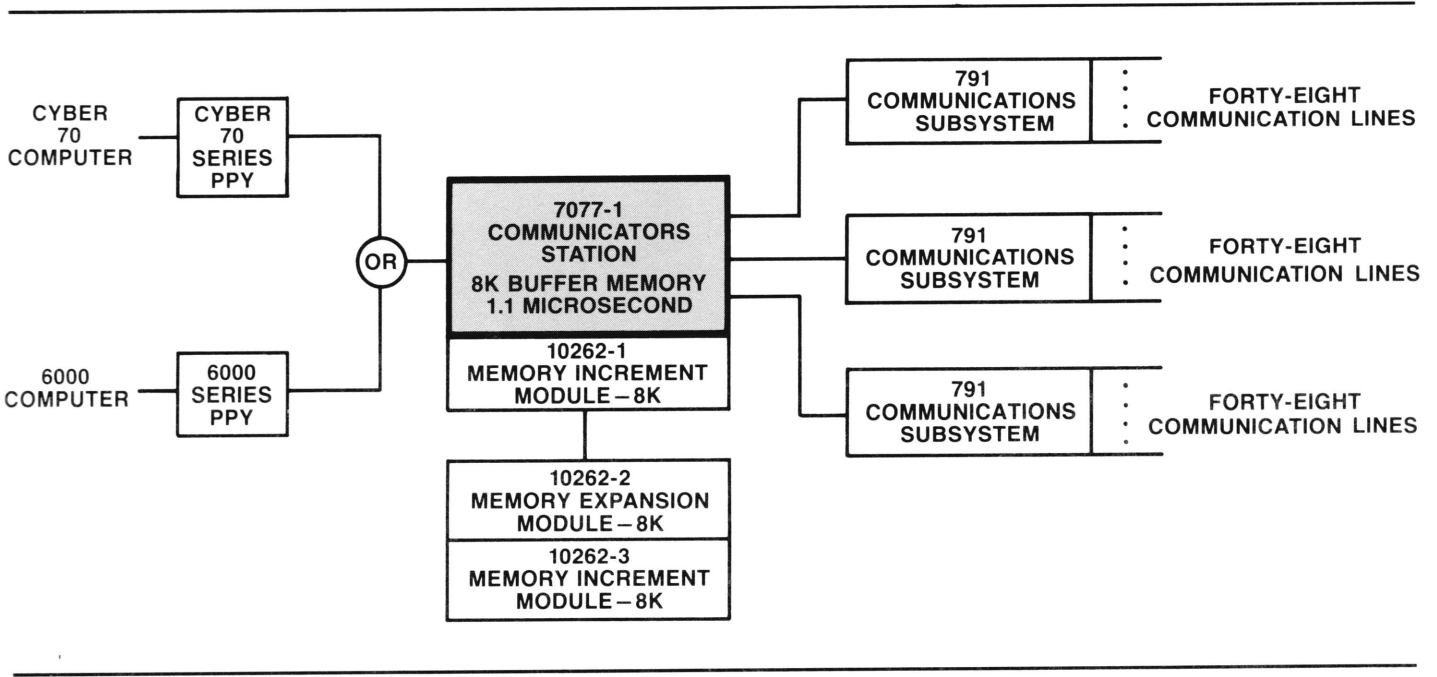 CYBER
70
COMPUTER
CYBER
70
SERIES
PPY
6000
COMPUTER
6000
SERIES
PPY
OR
7077-1
COMMUNICATORS
STATION
8K BUFFER MEMORY
1.1 MICROSECOND
10262-1
MEMORY INCREMENT
MODULE – 8K
10262-2
MEMORY EXPANSION
MODULE – 8K
10262-3
MEMORY INCREMENT
MODULE – 8K
791
COMMUNICATIONS
SUBSYSTEM
FORTY-EIGHT
COMMUNICATION LINES
791
COMMUNICATIONS
SUBSYSTEM
FORTY-EIGHT
COMMUNICATION LINES
791
COMMUNICATIONS
SUBSYSTEM
FORTY-EIGHT
COMMUNICATION LINES